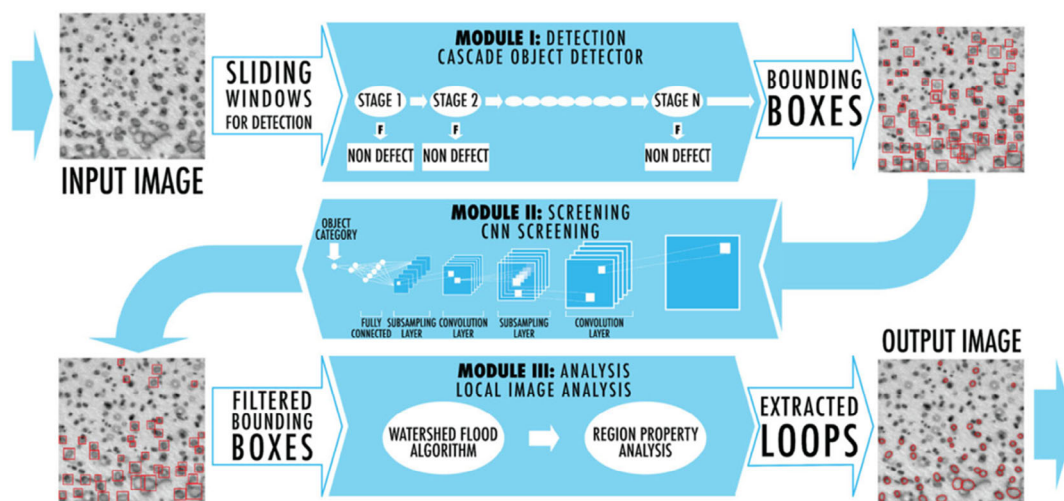 INPUT IMAGE
SLIDING
WINDOWS
FOR DETECTION
MODULE I: DETECTION
CASCADE OBJECT DETECTOR
STAGE 1
STAGE 2
STAGE N
F
F
F
NON DEFECT
NON DEFECT
NON DEFECT
BOUNDING
BOXES
MODULE II: SCREENING
CNN SCREENING
OBJECT
CATEGORY
FULLY
CONNECTED
SUBSAMPLING
LAYER
CONVOLUTION
LAYER
SUBSAMPLING
LAYER
CONVOLUTION
LAYER
FILTERED
BOUNDING
BOXES
MODULE III: ANALYSIS
LOCAL IMAGE ANALYSIS
WATERSHED FLOOD
ALGORITHM
REGION PROPERTY
ANALYSIS
EXTRACTED
LOOPS
OUTPUT IMAGE